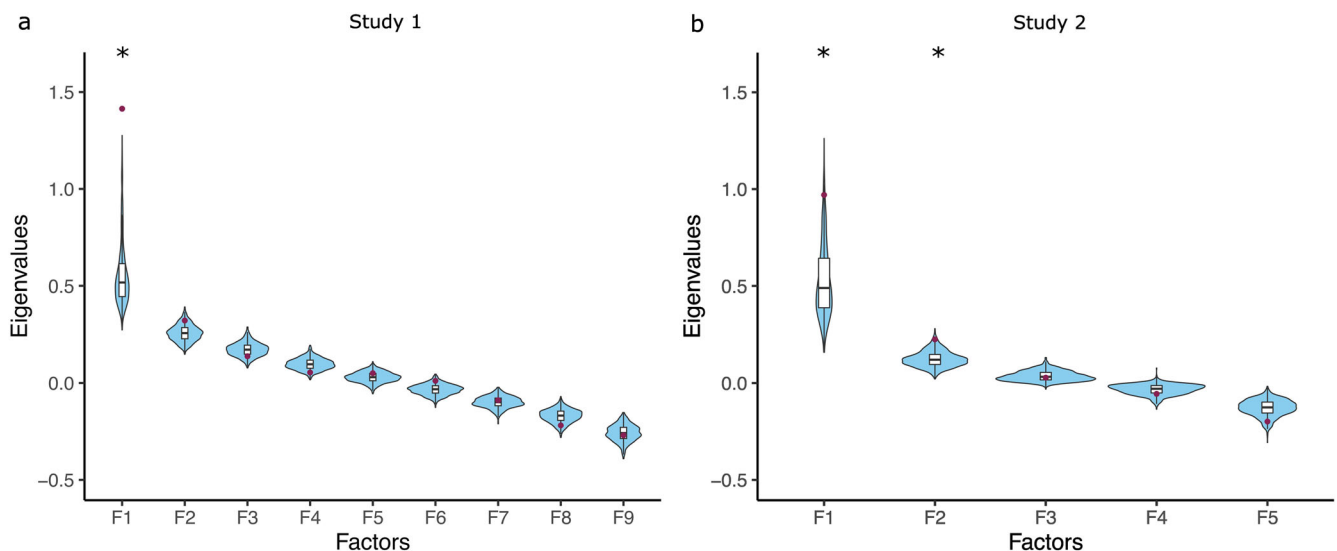 a
Study 1
*
Eigenvalues
1.5
1.0
0.5
0.0
−0.5
F1 F2 F3 F4 F5 F6 F7 F8 F9
Factors
b
Study 2
* *
Eigenvalues
1.5
1.0
0.5
0.0
−0.5
F1 F2 F3 F4 F5
Factors